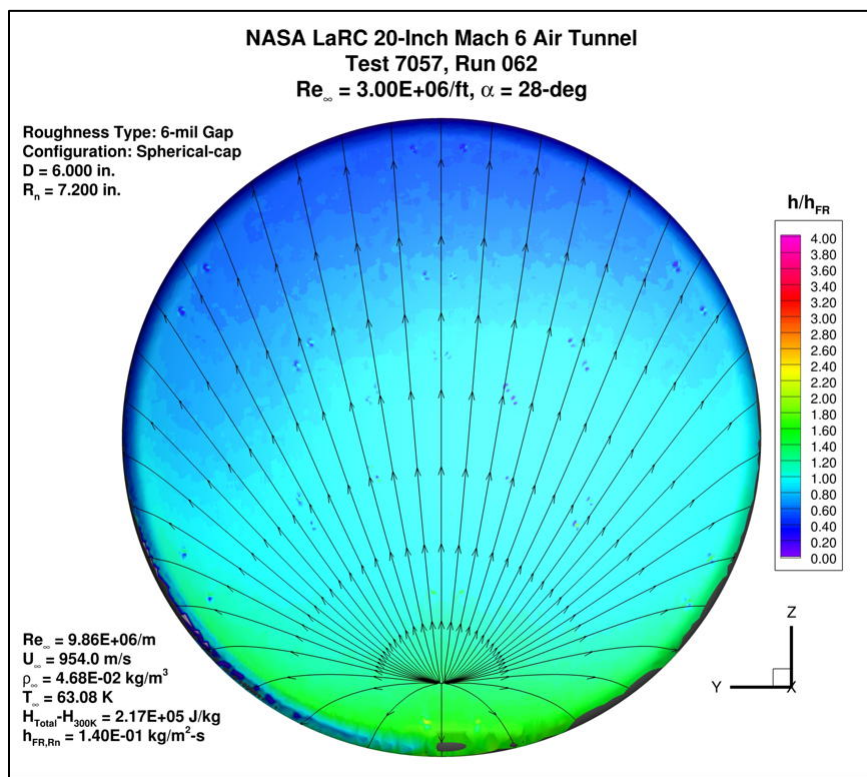 NASA LaRC 20-Inch Mach 6 Air Tunnel
Test 7057, Run 062
Re∞ = 3.00E+06/ft, α = 28-deg
Roughness Type: 6-mil Gap
Configuration: Spherical-cap
D = 6.000 in.
Rn = 7.200 in.
h/hFR
4.00
3.80
3.60
3.40
3.20
3.00
2.80
2.60
2.40
2.20
2.00
1.80
1.60
1.40
1.20
1.00
0.80
0.60
0.40
0.20
0.00
Re∞ = 9.86E+06/m
U∞ = 954.0 m/s
ρ∞ = 4.68E-02 kg/m³
T∞ = 63.08 K
HTotal-H300K = 2.17E+05 J/kg
hFR,Rn = 1.40E-01 kg/m²-s
Z
Y X